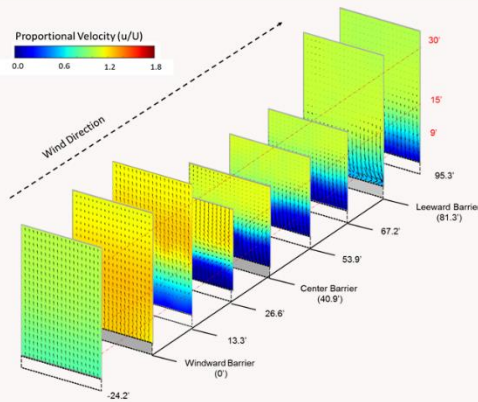 Proportional Velocity (u/U)
0.0 0.6 1.2 1.8
Wind Direction
30'
15'
9'
95.3'
Leeward Barrier
(81.3')
67.2'
53.9'
Center Barrier
(40.9')
26.6'
13.3'
Windward Barrier
(0')
-24.2'